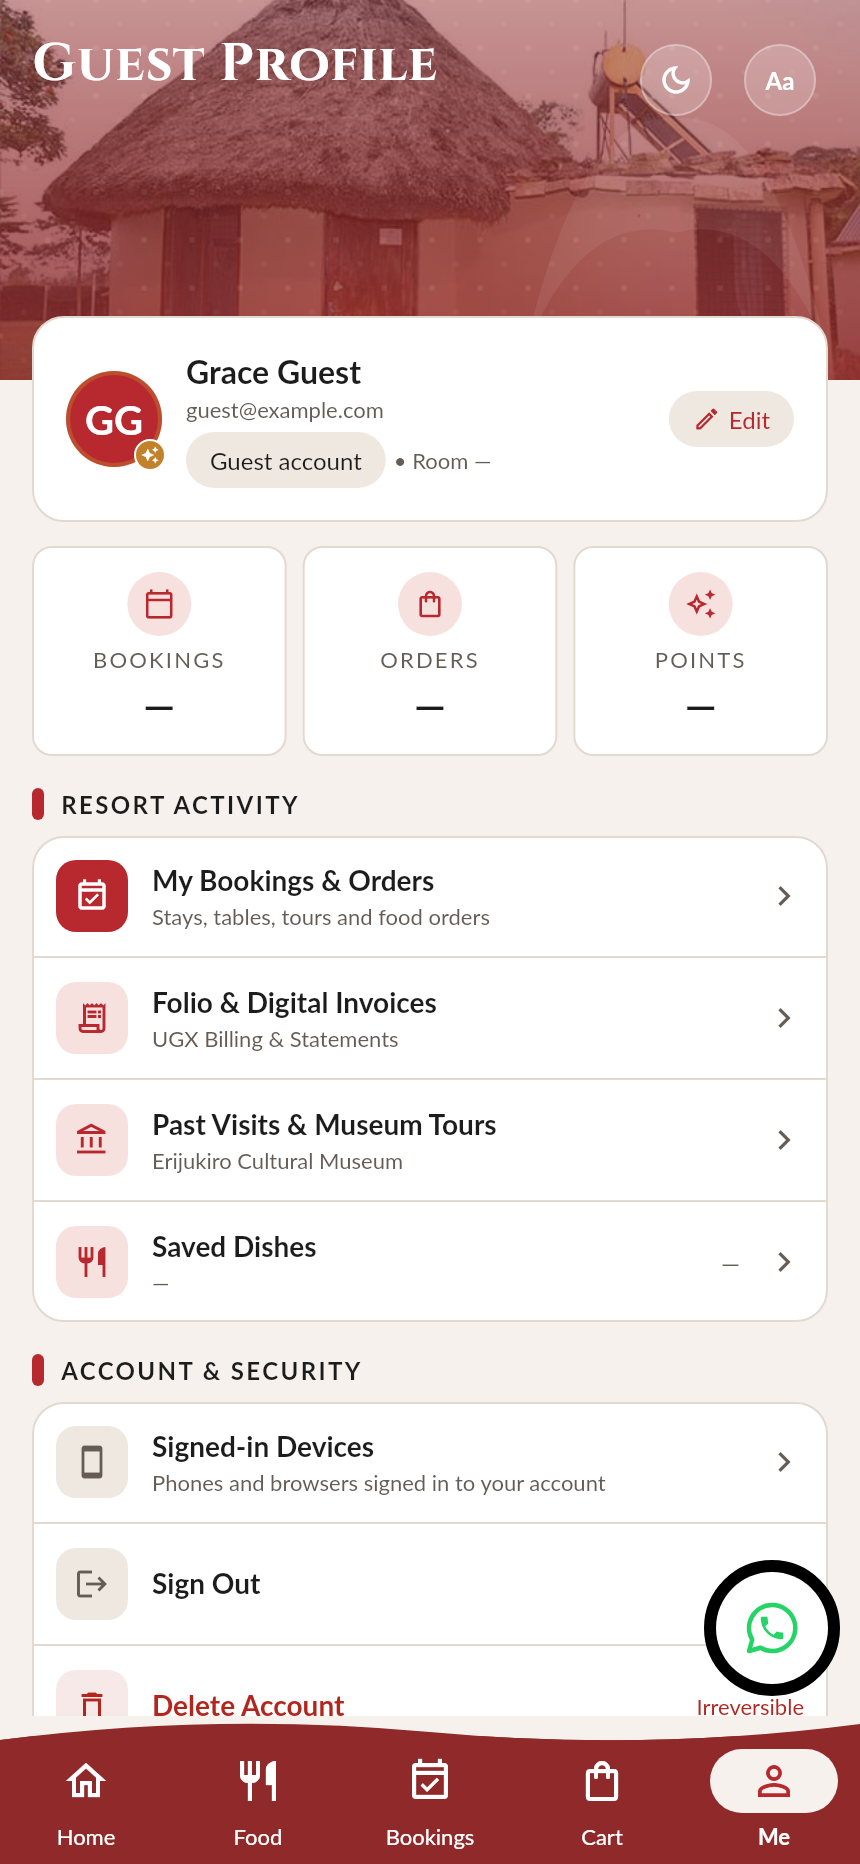 Guest Profile
Aa
GG
Grace Guest
guest@example.com
Guest account • Room —
Edit
BOOKINGS
—
ORDERS
—
POINTS
—
RESORT ACTIVITY
My Bookings & Orders
Stays, tables, tours and food orders
Folio & Digital Invoices
UGX Billing & Statements
Past Visits & Museum Tours
Erijukiro Cultural Museum
Saved Dishes
—
—
ACCOUNT & SECURITY
Signed-in Devices
Phones and browsers signed in to your account
Sign Out
Delete Account
Irreversible
Home
Food
Bookings
Cart
Me